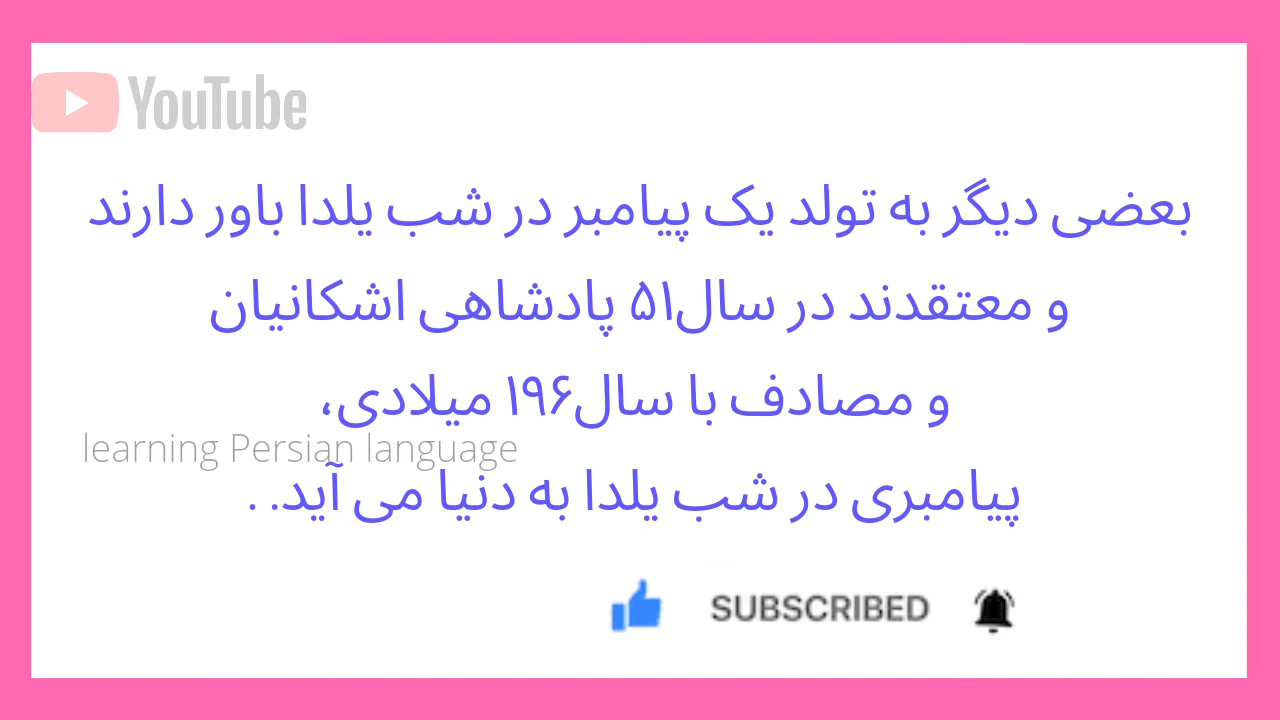 YouTube
بعضی دیگر به تولد یک پیامبر در شب یلدا باور دارند
و معتقدند در سال۵۱ پادشاهی اشکانیان
و مصادف با سال۱۹۶ میلادی،
learning Persian language
پیامبری در شب یلدا به دنیا می آید. .
SUBSCRIBED